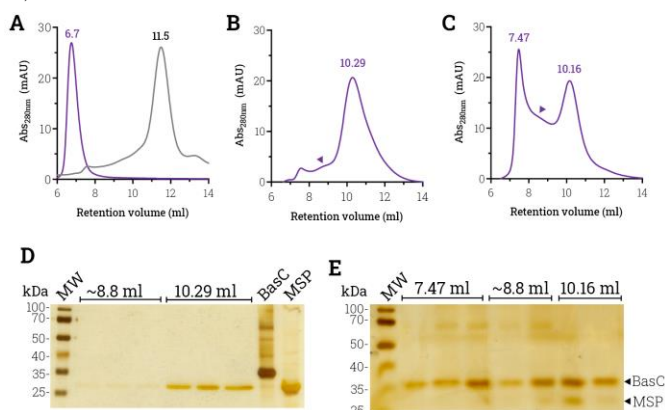 A
B
C
6.7
11.5
30
20
10
0
Abs280nm (mAU)
6 8 10 12 14
Retention volume (ml)
10.29
30
20
10
0
Abs280nm (mAU)
6 8 10 12 14
Retention volume (ml)
7.47
10.16
30
20
10
0
Abs280nm (mAU)
6 8 10 12 14
Retention volume (ml)
D
kDa
MW
~8.8 ml
10.29 ml
BasC
MSP
100-
70-
50-
40-
35-
25-
E
kDa
MW
7.47 ml
~8.8 ml
10.16 ml
100-
70-
50-
40-
35-
25-
BasC
MSP